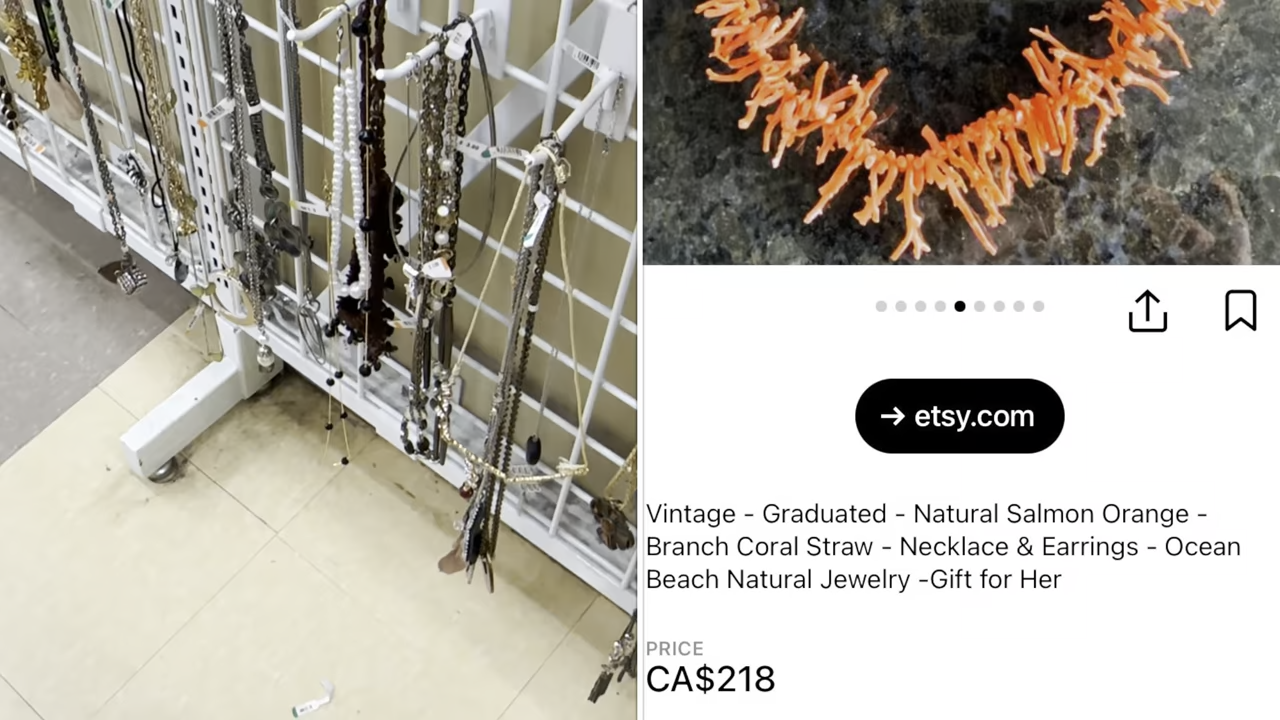 → etsy.com
Vintage - Graduated - Natural Salmon Orange -
Branch Coral Straw - Necklace & Earrings - Ocean
Beach Natural Jewelry -Gift for Her
PRICE
CA$218